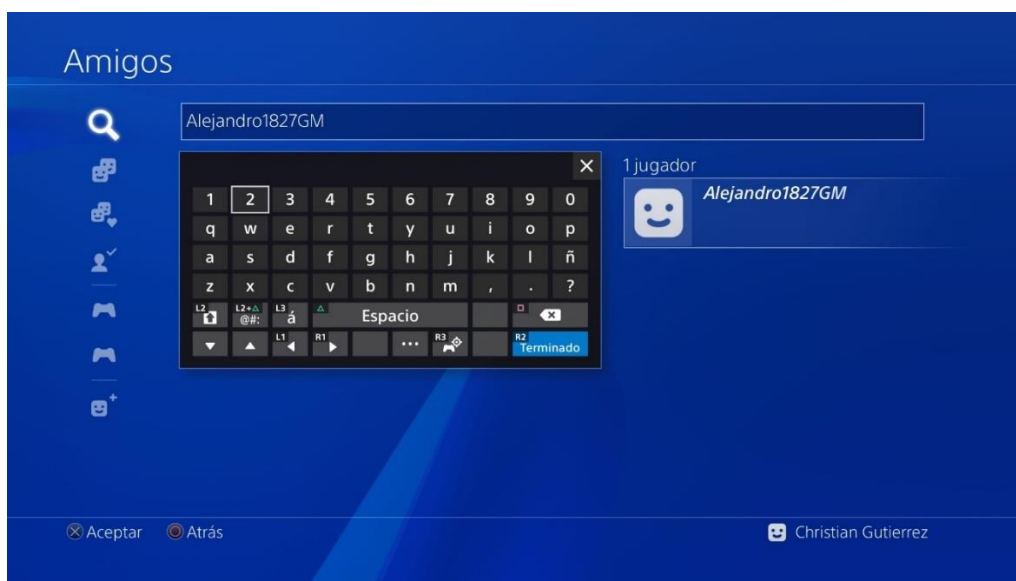 Amigos
Alejandro1827GM
1 jugador
Alejandro1827GM
1 2 3 4 5 6 7 8 9 0
q w e r t y u i o p
a s d f g h j k l ñ
z x c v b n m , . ?
L2 L2+△ @#: L3 á △ Espacio □
L1 R1 ... R3 R2 Terminado
Aceptar Atrás Christian Gutierrez